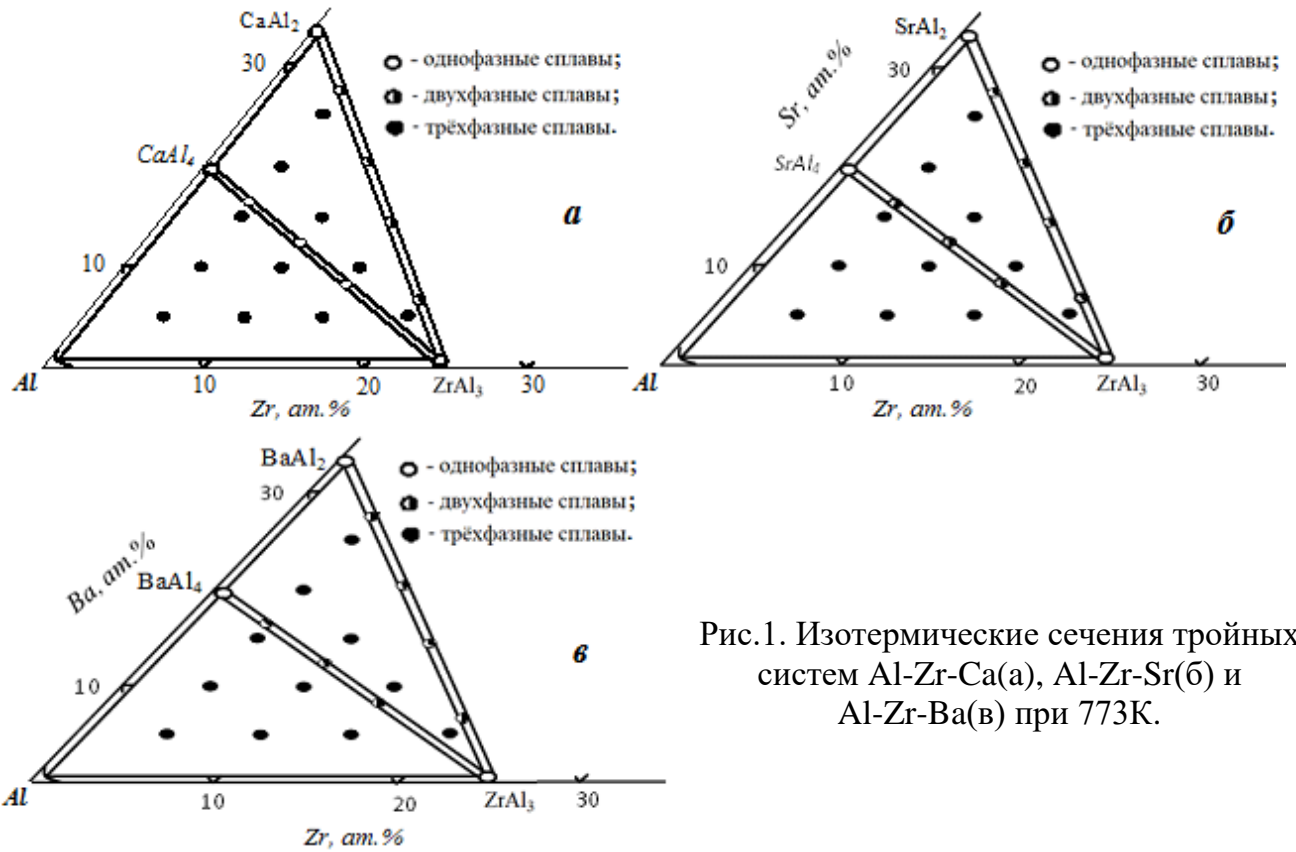 CaAl₂
30
CaAl₄
10
- однофазные сплавы;
- двухфазные сплавы;
- трёхфазные сплавы.
а
Al
10
20
ZrAl₃
30
Zr, ат.%
SrAl₂
30
Sr, ат.%
SrAl₄
10
- однофазные сплавы;
- двухфазные сплавы;
- трёхфазные сплавы.
б
Al
10
20
ZrAl₃
30
Zr, ат.%
BaAl₂
30
Ba, ат.%
BaAl₄
10
- однофазные сплавы;
- двухфазные сплавы;
- трёхфазные сплавы.
в
Al
10
20
ZrAl₃
30
Zr, ат.%
Рис.1. Изотермические сечения тройных
систем Al-Zr-Ca(а), Al-Zr-Sr(б) и
Al-Zr-Ba(в) при 773К.